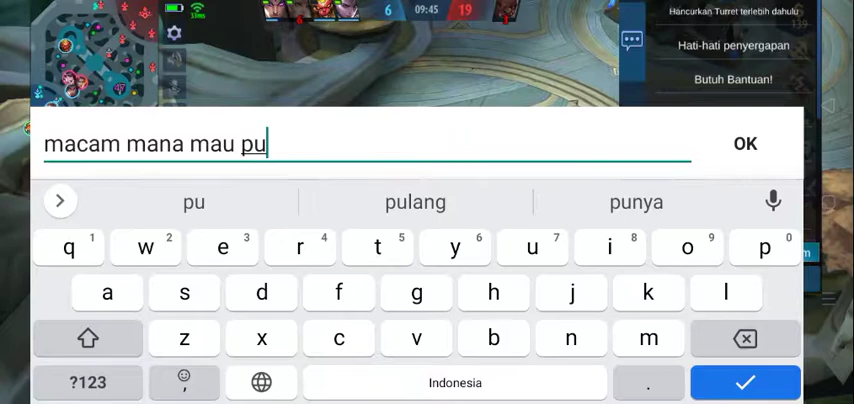 33ms
6 09:45 19
Hancurkan Turret terlebih dahulu
Hati-hati penyergapan
Butuh Bantuan!
macam mana mau pu
OK
pu pulang punya
q 1 w 2 e 3 r 4 t 5 y 6 u 7 i 8 o 9 p 0
a s d f g h j k l
z x c v b n m
?123 , Indonesia .